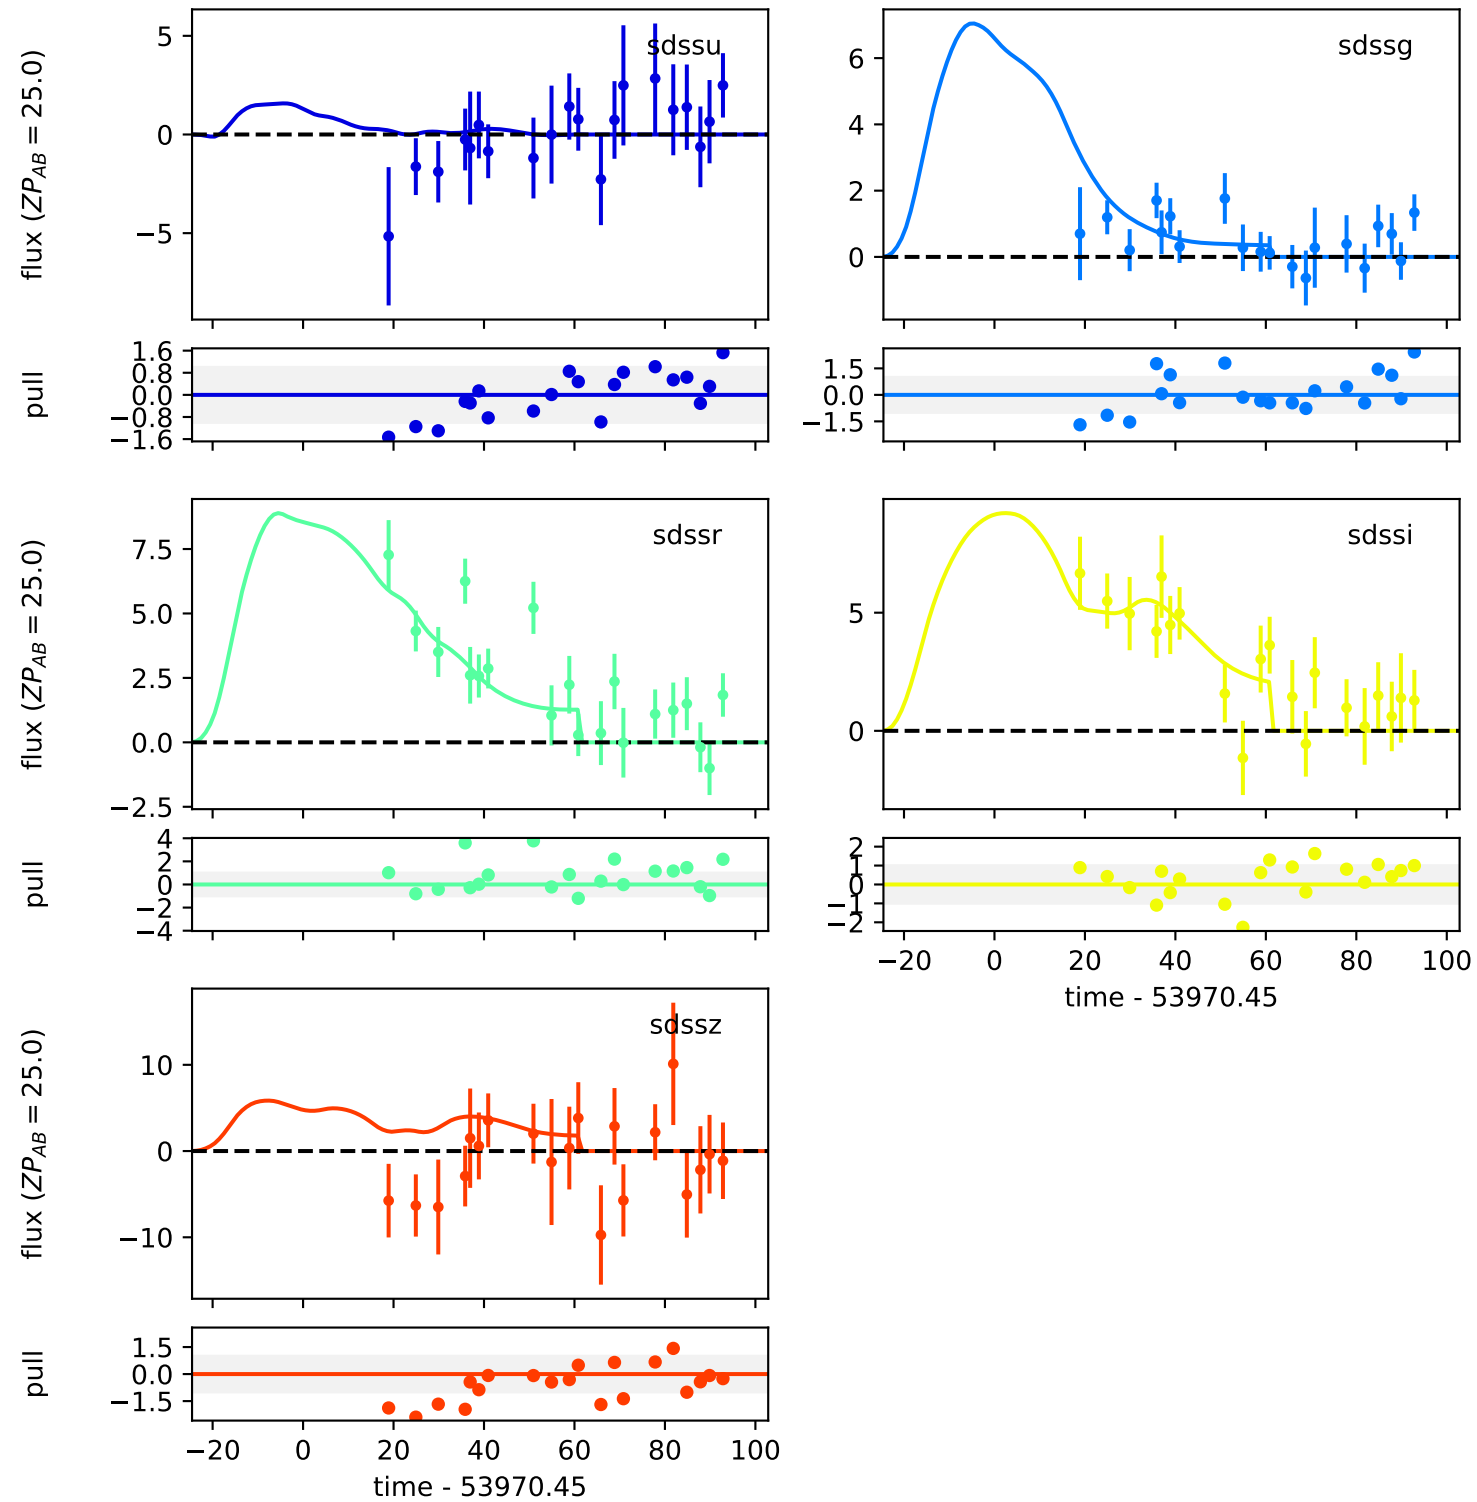 flux (ZP_AB = 25.0)
5
0
−5
sdssu
6
4
2
0
sdssg
pull
1.6
0.8
0.0
−0.8
−1.6
1.5
0.0
−1.5
flux (ZP_AB = 25.0)
7.5
5.0
2.5
0.0
−2.5
sdssr
5
0
sdssi
pull
4
2
0
−2
−4
2
1
0
−1
−2
−20 0 20 40 60 80 100
time - 53970.45
flux (ZP_AB = 25.0)
10
0
−10
sdssz
pull
1.5
0.0
−1.5
−20 0 20 40 60 80 100
time - 53970.45